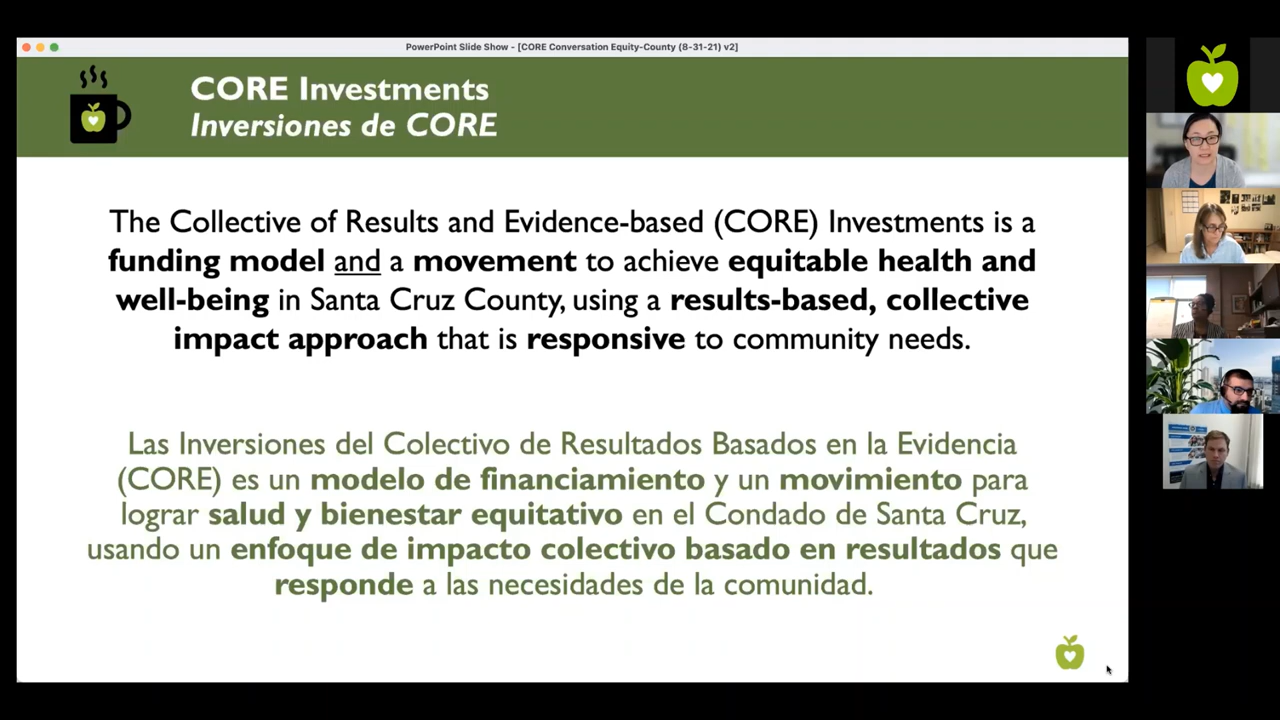 PowerPoint Slide Show - [CORE Conversation Equity-County (8-31-21) v2]
CORE Investments
Inversiones de CORE
The Collective of Results and Evidence-based (CORE) Investments is a
funding model and a movement to achieve equitable health and
well-being in Santa Cruz County, using a results-based, collective
impact approach that is responsive to community needs.
Las Inversiones del Colectivo de Resultados Basados en la Evidencia
(CORE) es un modelo de financiamiento y un movimiento para
lograr salud y bienestar equitativo en el Condado de Santa Cruz,
usando un enfoque de impacto colectivo basado en resultados que
responde a las necesidades de la comunidad.